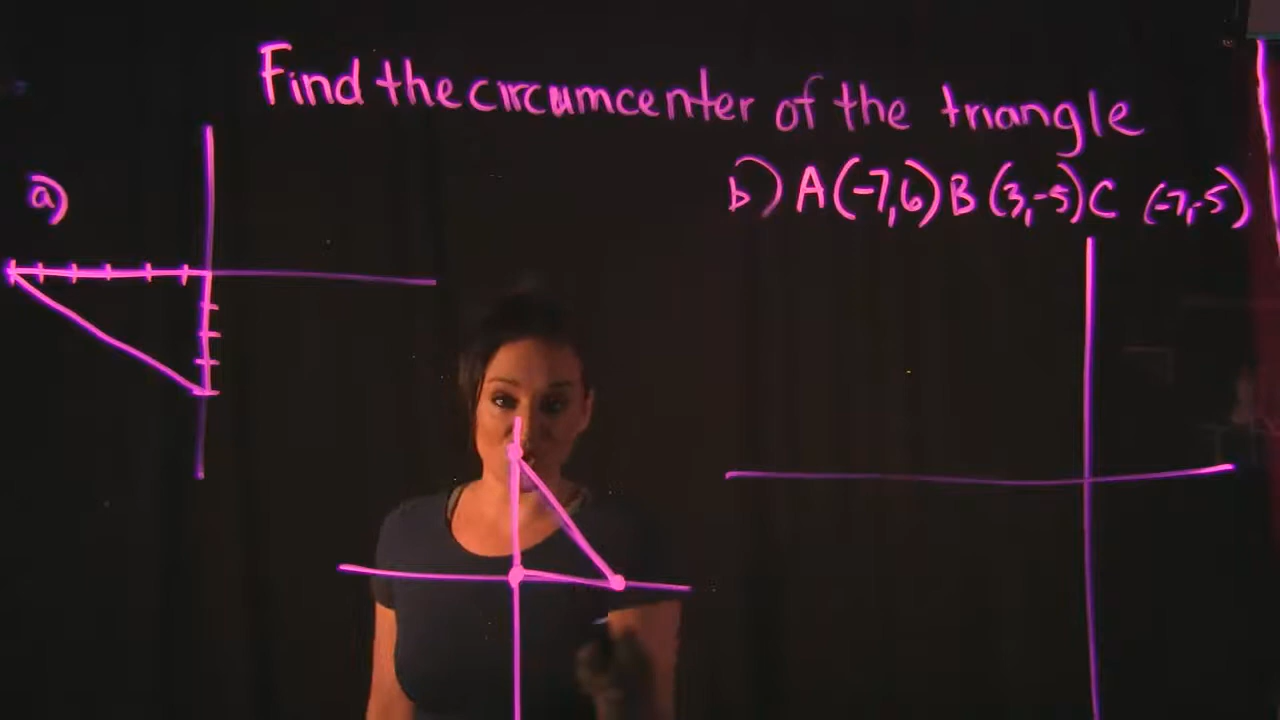 Find the circumcenter of the triangle
a)
b) A(-7,6) B (3,-5) C (-7,-5)